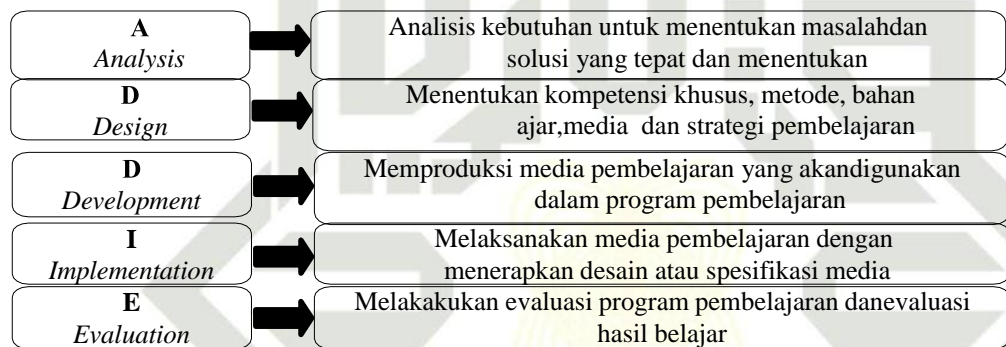 A
Analysis
Analisis kebutuhan untuk menentukan masalahdan
solusi yang tepat dan menentukan
D
Design
Menentukan kompetensi khusus, metode, bahan
ajar,media dan strategi pembelajaran
D
Development
Memproduksi media pembelajaran yang akandigunakan
dalam program pembelajaran
I
Implementation
Melaksanakan media pembelajaran dengan
menerapkan desain atau spesifikasi media
E
Evaluation
Melakakukan evaluasi program pembelajaran danevaluasi
hasil belajar